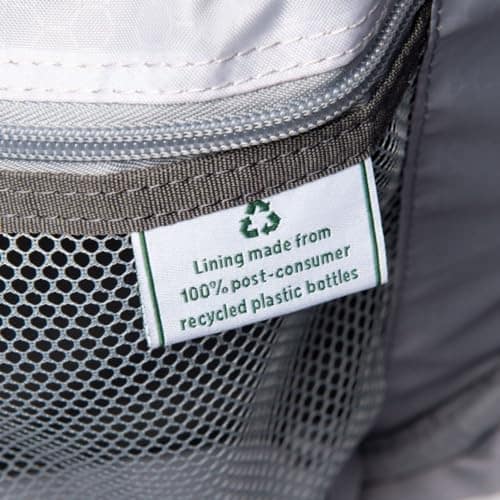 Lining made from
100% post-consumer
recycled plastic bottles